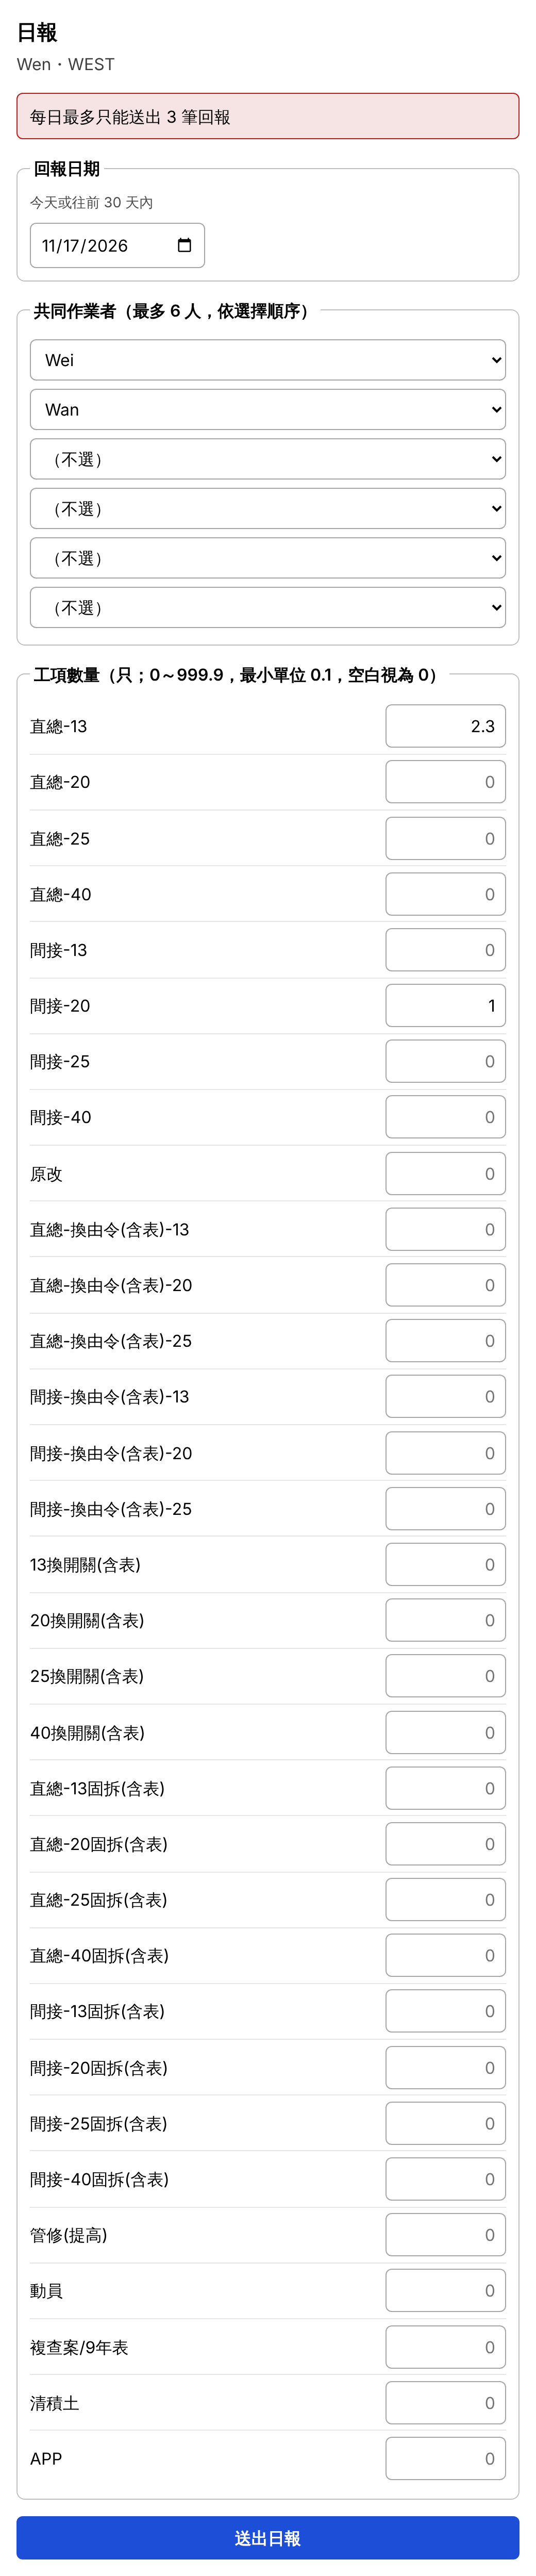 日報
Wen・WEST
每日最多只能送出 3 筆回報
回報日期
今天或往前 30 天內
11/17/2026
共同作業者（最多 6 人，依選擇順序）
Wei
Wan
（不選）
（不選）
（不選）
（不選）
工項數量（只；0～999.9，最小單位 0.1，空白視為 0）
直總-13 2.3
直總-20 0
直總-25 0
直總-40 0
間接-13 0
間接-20 1
間接-25 0
間接-40 0
原改 0
直總-換由令(含表)-13 0
直總-換由令(含表)-20 0
直總-換由令(含表)-25 0
間接-換由令(含表)-13 0
間接-換由令(含表)-20 0
間接-換由令(含表)-25 0
13換開關(含表) 0
20換開關(含表) 0
25換開關(含表) 0
40換開關(含表) 0
直總-13固拆(含表) 0
直總-20固拆(含表) 0
直總-25固拆(含表) 0
直總-40固拆(含表) 0
間接-13固拆(含表) 0
間接-20固拆(含表) 0
間接-25固拆(含表) 0
間接-40固拆(含表) 0
管修(提高) 0
動員 0
複查案/9年表 0
清積土 0
APP 0
送出日報